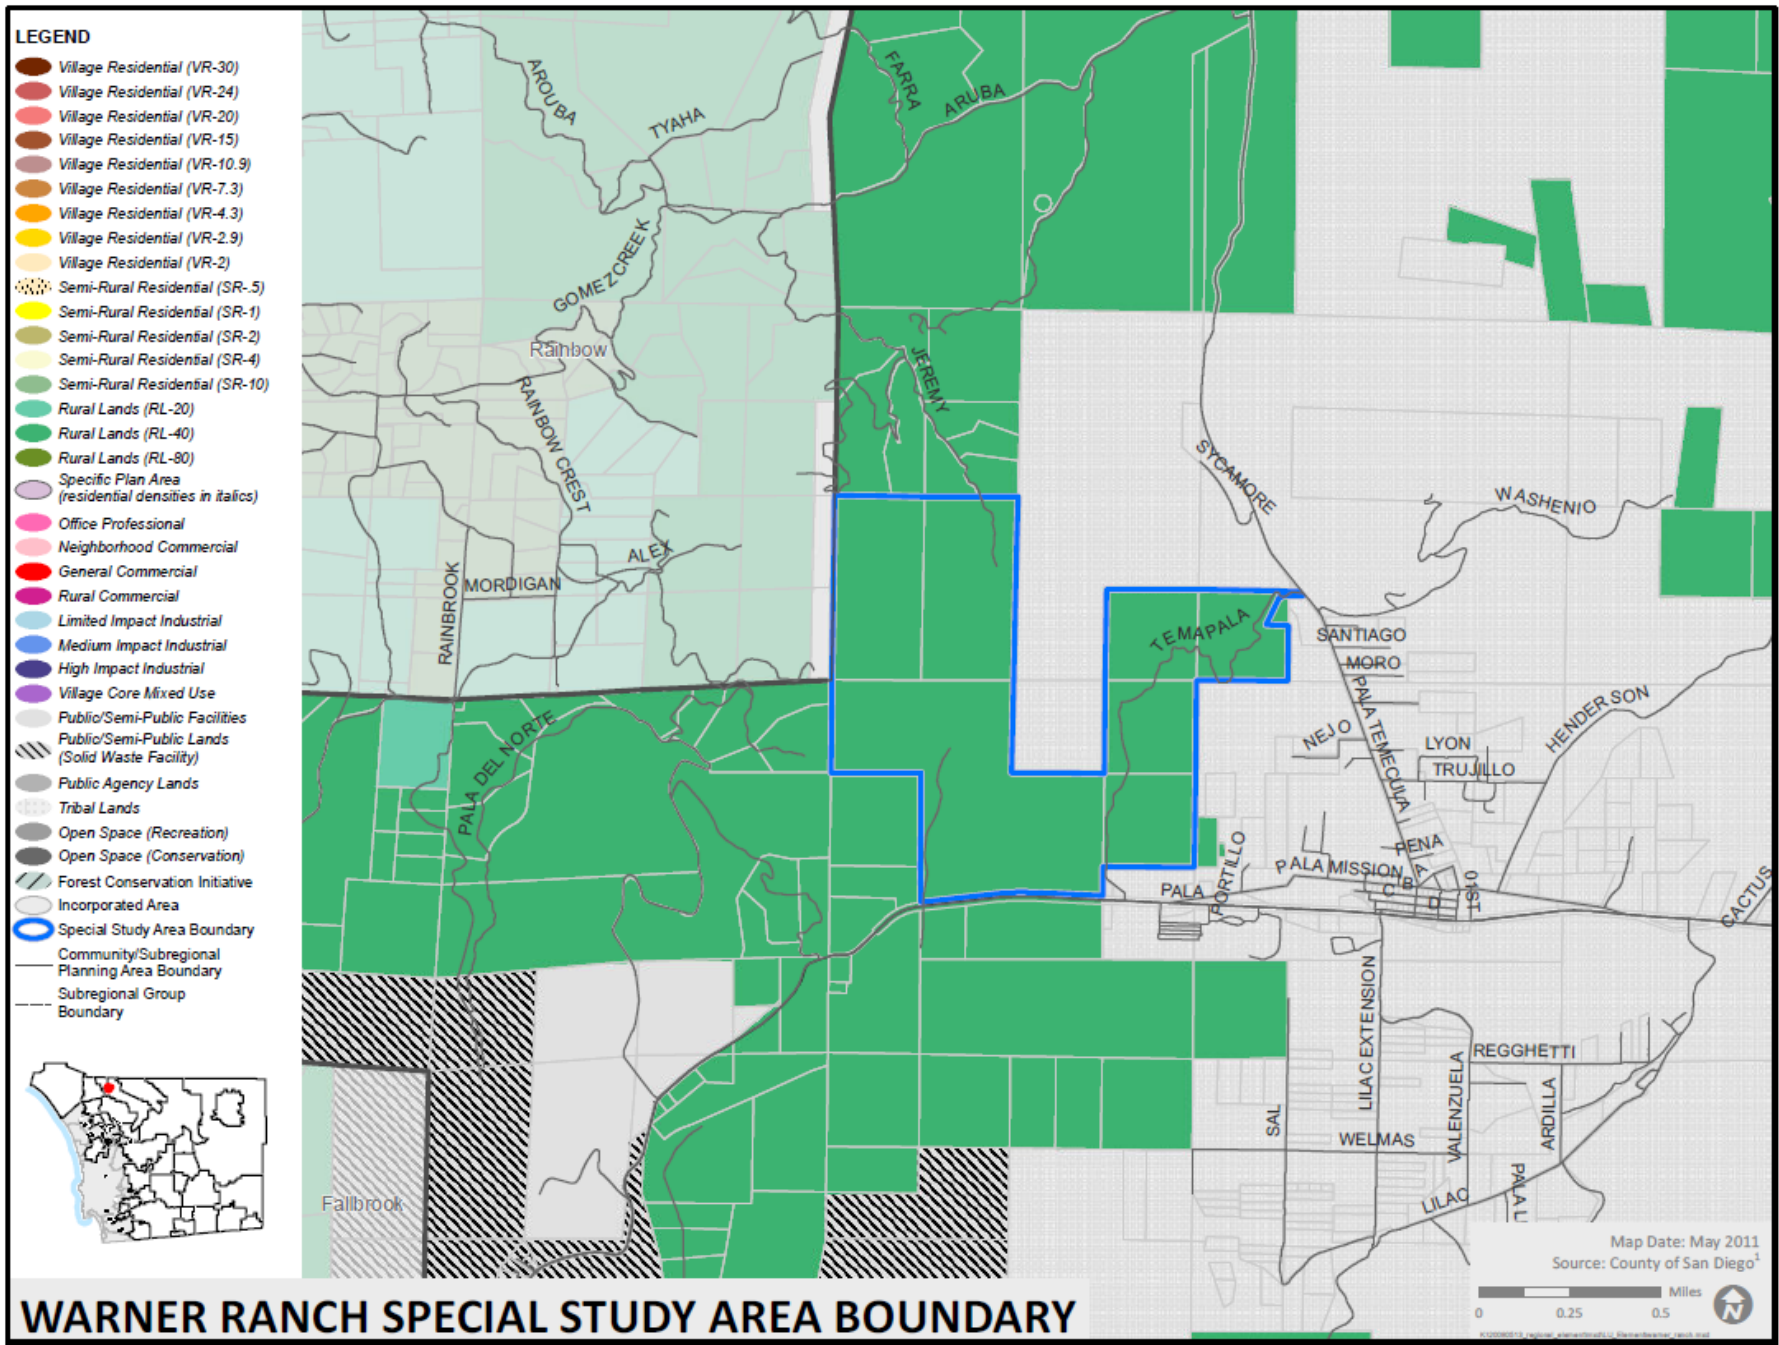 LEGEND
Village Residential (VR-30)
Village Residential (VR-24)
Village Residential (VR-20)
Village Residential (VR-15)
Village Residential (VR-10.9)
Village Residential (VR-7.3)
Village Residential (VR-4.3)
Village Residential (VR-2.9)
Village Residential (VR-2)
Semi-Rural Residential (SR-.5)
Semi-Rural Residential (SR-1)
Semi-Rural Residential (SR-2)
Semi-Rural Residential (SR-4)
Semi-Rural Residential (SR-10)
Rural Lands (RL-20)
Rural Lands (RL-40)
Rural Lands (RL-80)
Specific Plan Area
(residential densities in italics)
Office Professional
Neighborhood Commercial
General Commercial
Rural Commercial
Limited Impact Industrial
Medium Impact Industrial
High Impact Industrial
Village Core Mixed Use
Public/Semi-Public Facilities
Public/Semi-Public Lands
(Solid Waste Facility)
Public Agency Lands
Tribal Lands
Open Space (Recreation)
Open Space (Conservation)
Forest Conservation Initiative
Incorporated Area
Special Study Area Boundary
Community/Subregional
Planning Area Boundary
Subregional Group
Boundary
AROUBA
TYAHA
FARRA
ARUBA
GOMEZ CREEK
Rainbow
RAINBOW CREST
JEREMY
SYCAMORE
WASHENIO
ALEX
MORDIGAN
RAINBROOK
TEMAPALA
SANTIAGO
MORO
PALA TEMECULA
NEJO
LYON
TRUJILLO
HENDERSON
PALA DEL NORTE
PENA
PALA MISSION
A
B
C
D
01ST
PALA
PORTILLO
CACTUS
LILAC EXTENSION
REGGHETTI
VALENZUELA
ARDILLA
SAL
WELMAS
LILAC
PALA LI
Fallbrook
Map Date: May 2011
Source: County of San Diego1
Miles
0 0.25 0.5
N
WARNER RANCH SPECIAL STUDY AREA BOUNDARY